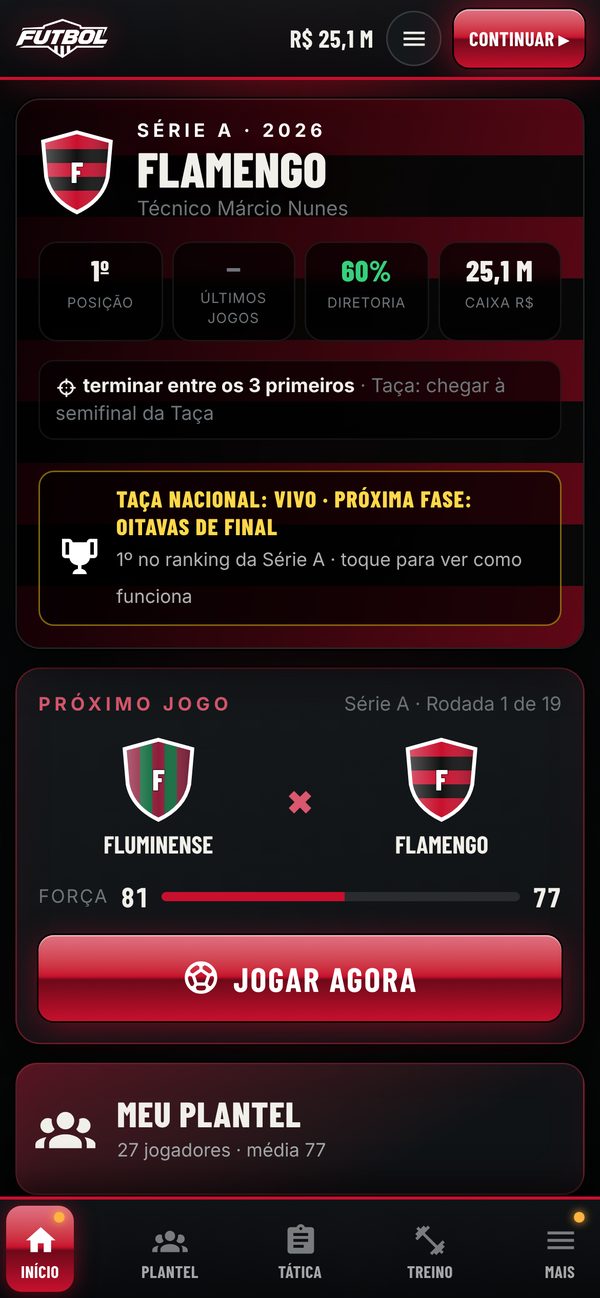 FUTBOL
R$ 25,1 M
CONTINUAR ▸
SÉRIE A · 2026
F
FLAMENGO
Técnico Márcio Nunes
1º
POSIÇÃO
–
ÚLTIMOS
JOGOS
60%
DIRETORIA
25,1 M
CAIXA R$
terminar entre os 3 primeiros · Taça: chegar à
semifinal da Taça
TAÇA NACIONAL: VIVO · PRÓXIMA FASE:
OITAVAS DE FINAL
1º no ranking da Série A · toque para ver como
funciona
PRÓXIMO JOGO
Série A · Rodada 1 de 19
F
✖
F
FLUMINENSE
FLAMENGO
FORÇA 81
77
JOGAR AGORA
MEU PLANTEL
27 jogadores · média 77
INÍCIO
PLANTEL
TÁTICA
TREINO
MAIS